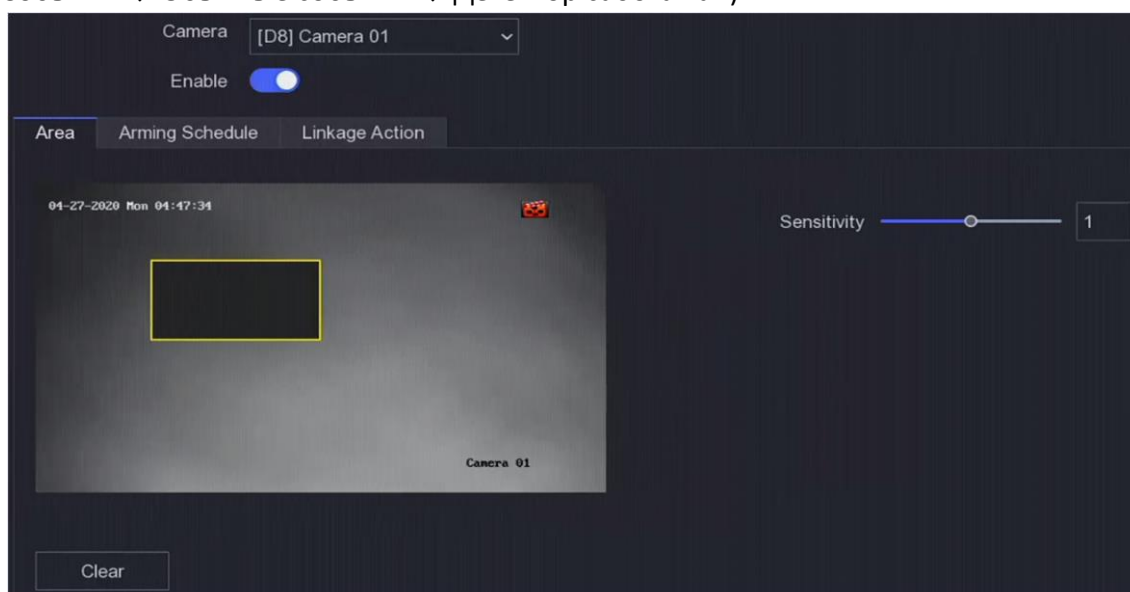 Camera [D8] Camera 01
Enable
Area Arming Schedule Linkage Action
04-27-2020 Mon 04:47:34
Sensitivity 1
Camera 01
Clear